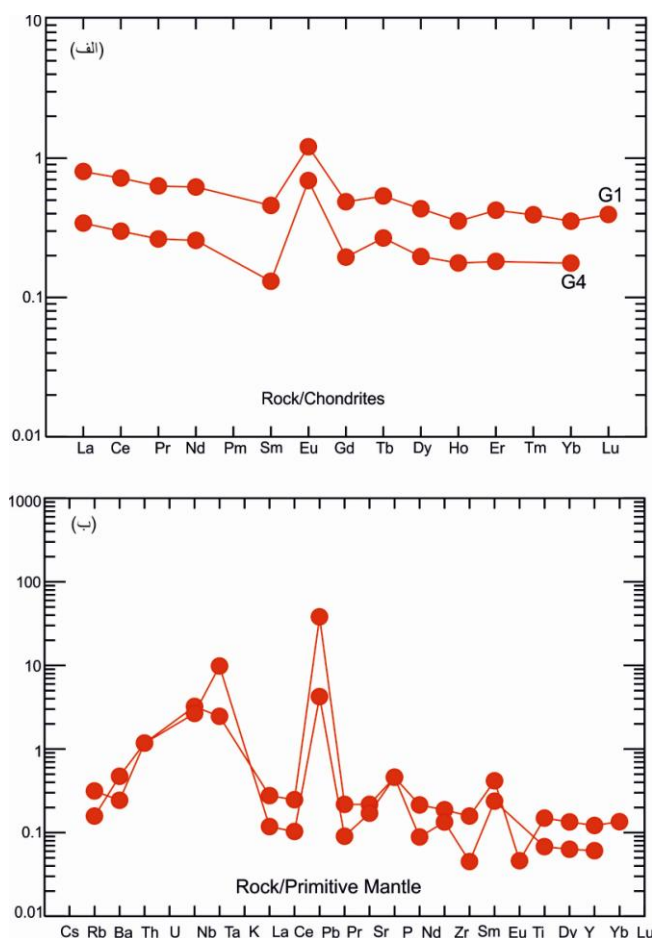 10
(الف)
1
G1
0.1
G4
Rock/Chondrites
0.01
La Ce Pr Nd Pm Sm Eu Gd Tb Dy Ho Er Tm Yb Lu
1000
(ب)
100
10
1
0.1
Rock/Primitive Mantle
0.01
Cs Rb Ba Th U Nb Ta K La Ce Pb Pr Sr P Nd Zr Sm Eu Ti Dy Y Yb Lu